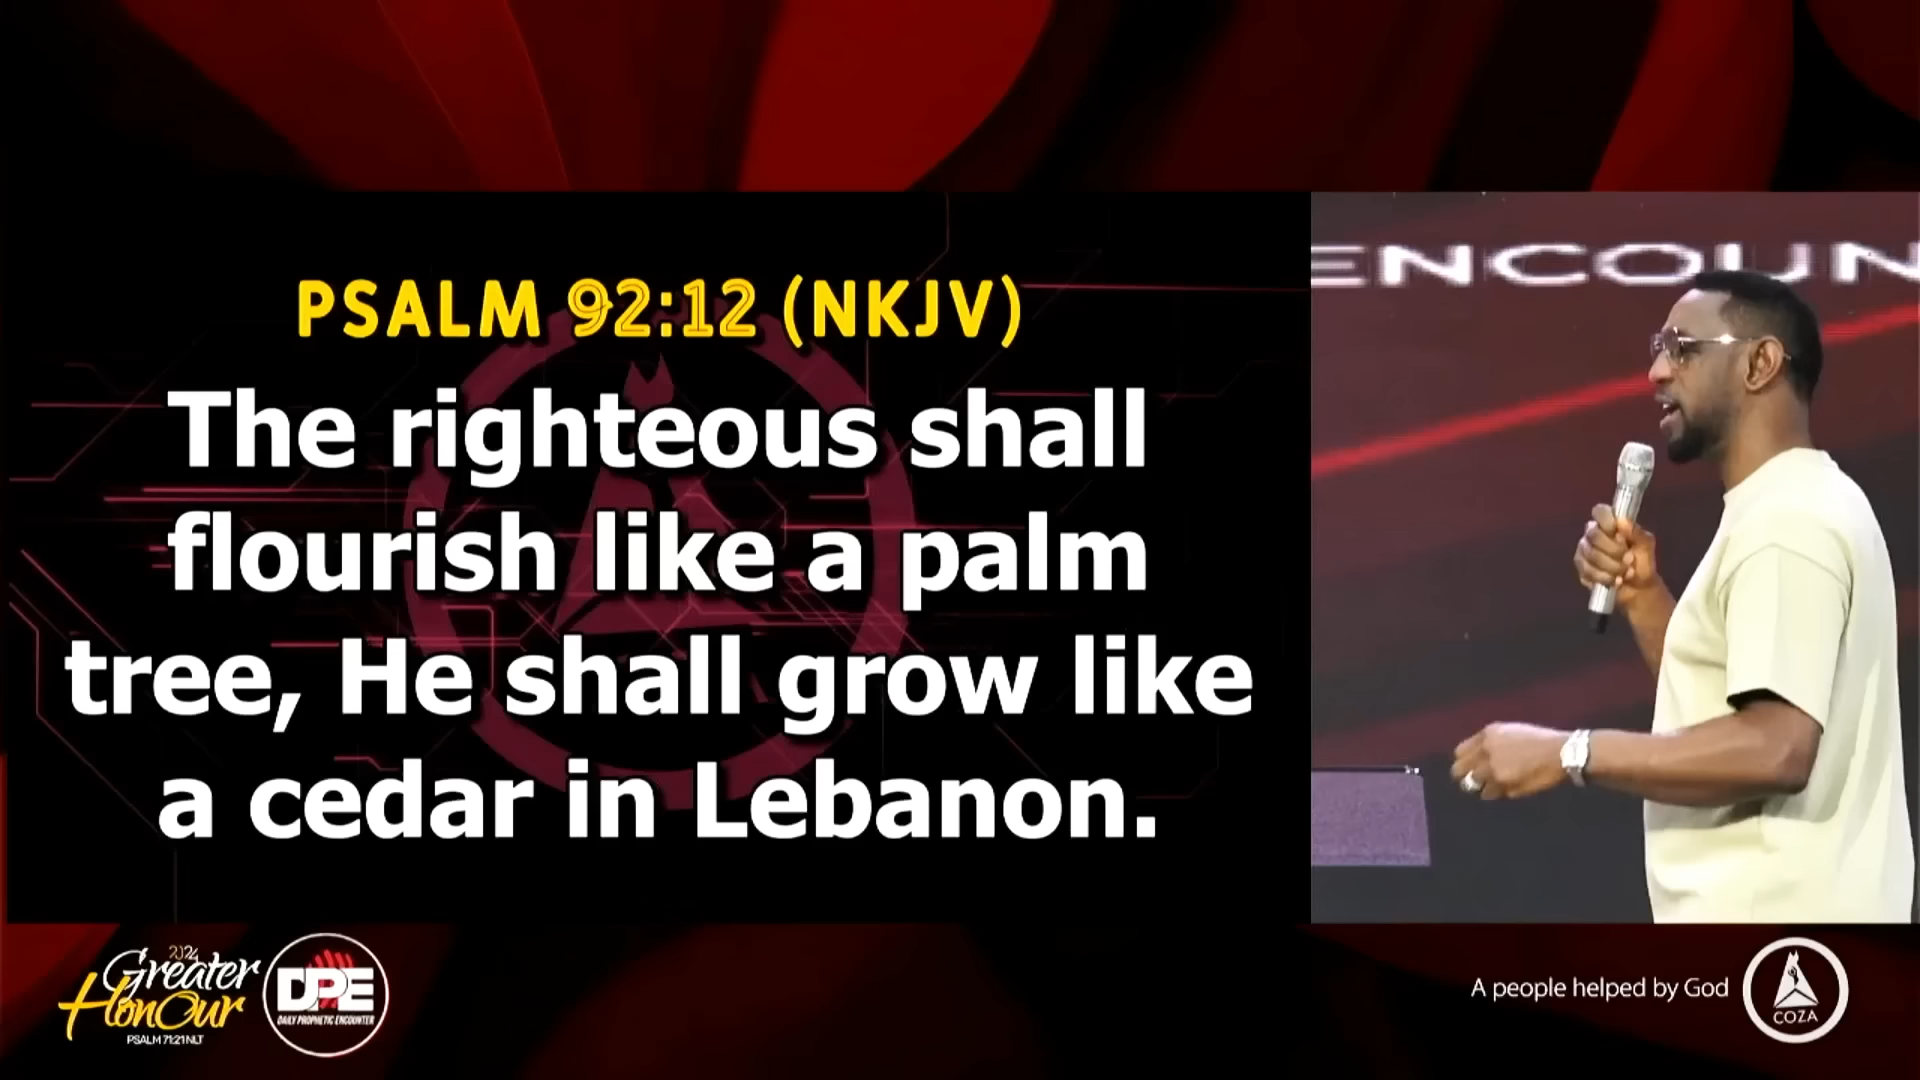 PSALM 92:12 (NKJV)
The righteous shall
flourish like a palm
tree, He shall grow like
a cedar in Lebanon.
ENCOUN
2024
Greater
HonOur
PSALM 71:21 NLT
DPE
DAILY PROPHETIC ENCOUNTER
A people helped by God
COZA